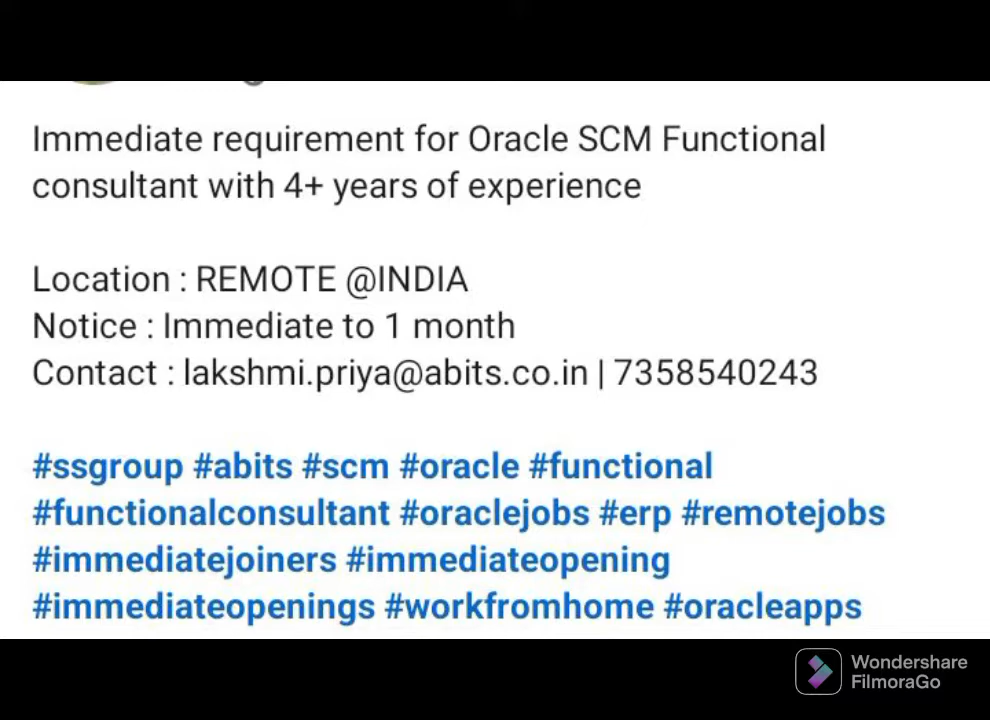 Immediate requirement for Oracle SCM Functional
consultant with 4+ years of experience
Location : REMOTE @INDIA
Notice : Immediate to 1 month
Contact : lakshmi.priya@abits.co.in | 7358540243
#ssgroup #abits #scm #oracle #functional
#functionalconsultant #oraclejobs #erp #remotejobs
#immediatejoiners #immediateopening
#immediateopenings #workfromhome #oracleapps
Wondershare
FilmoraGo